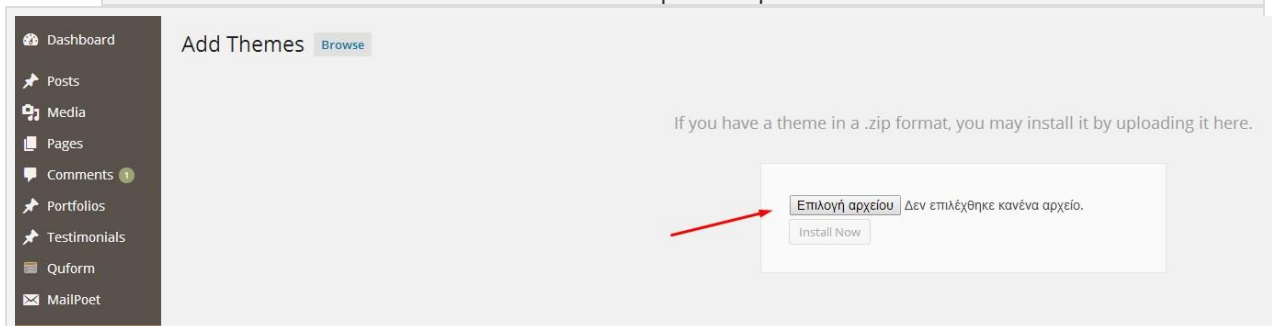 Dashboard
Add Themes Browse
Posts
Media
If you have a theme in a .zip format, you may install it by uploading it here.
Pages
Comments 1
Portfolios
Επιλογή αρχείου Δεν επιλέχθηκε κανένα αρχείο.
Testimonials
Install Now
Quform
MailPoet